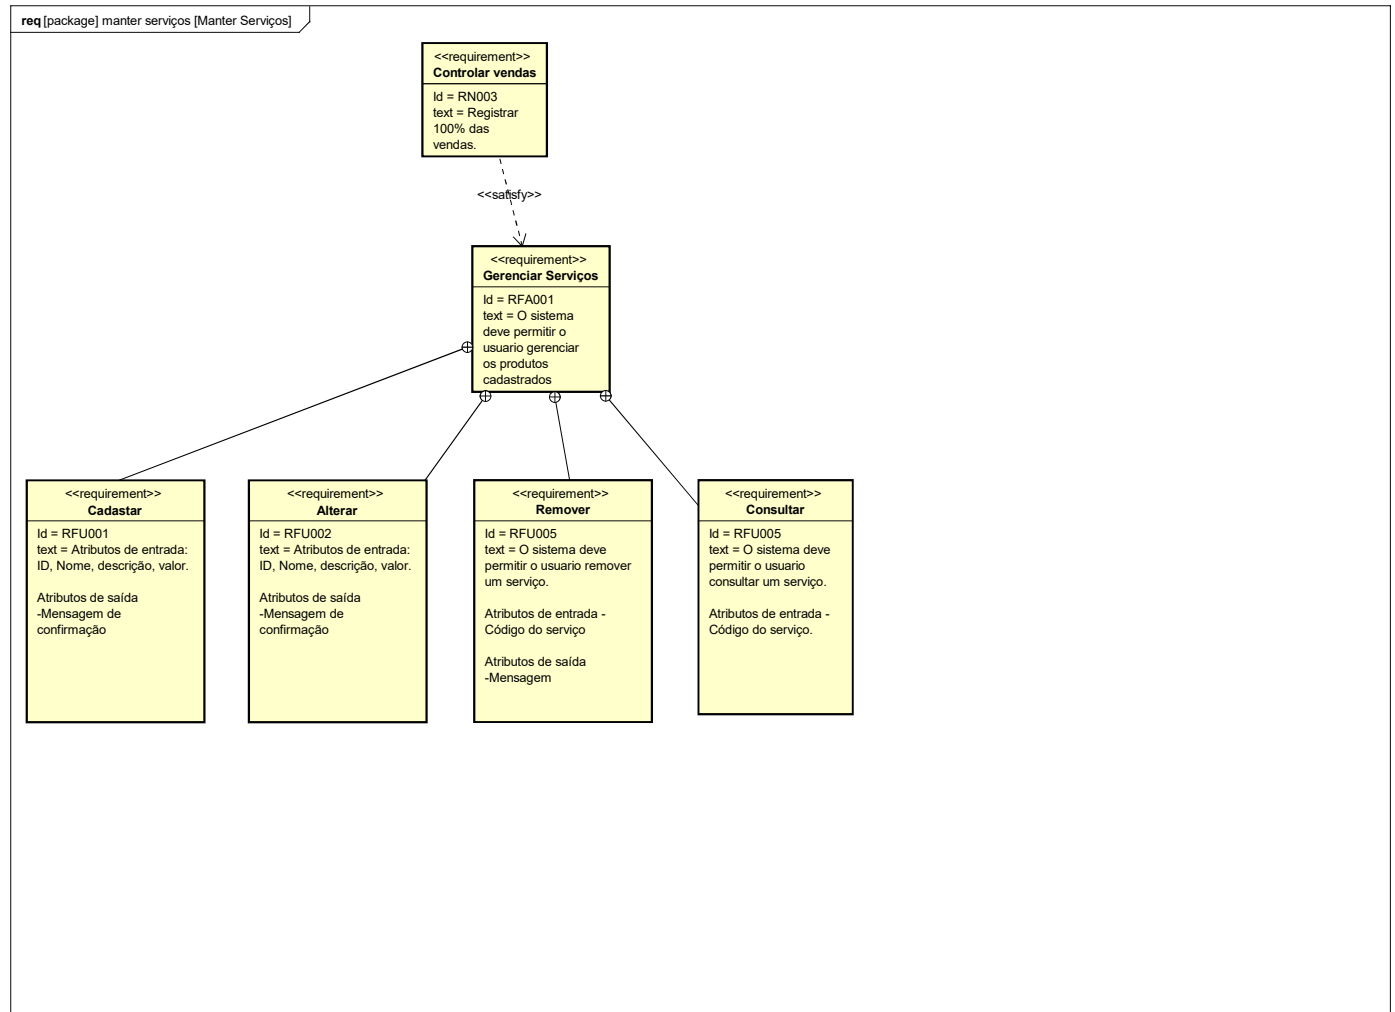 req [package] manter serviços [Manter Serviços]
<<requirement>>
Controlar vendas
Id = RN003
text = Registrar
100% das
vendas.
<<satisfy>>
<<requirement>>
Gerenciar Serviços
Id = RFA001
text = O sistema
deve permitir o
usuario gerenciar
os produtos
cadastrados
<<requirement>>
Cadastar
Id = RFU001
text = Atributos de entrada:
ID, Nome, descrição, valor.
Atributos de saída
-Mensagem de
confirmação
<<requirement>>
Alterar
Id = RFU002
text = Atributos de entrada:
ID, Nome, descrição, valor.
Atributos de saída
-Mensagem de
confirmação
<<requirement>>
Remover
Id = RFU005
text = O sistema deve
permitir o usuario remover
um serviço.
Atributos de entrada -
Código do serviço
Atributos de saída
-Mensagem
<<requirement>>
Consultar
Id = RFU005
text = O sistema deve
permitir o usuario
consultar um serviço.
Atributos de entrada -
Código do serviço.